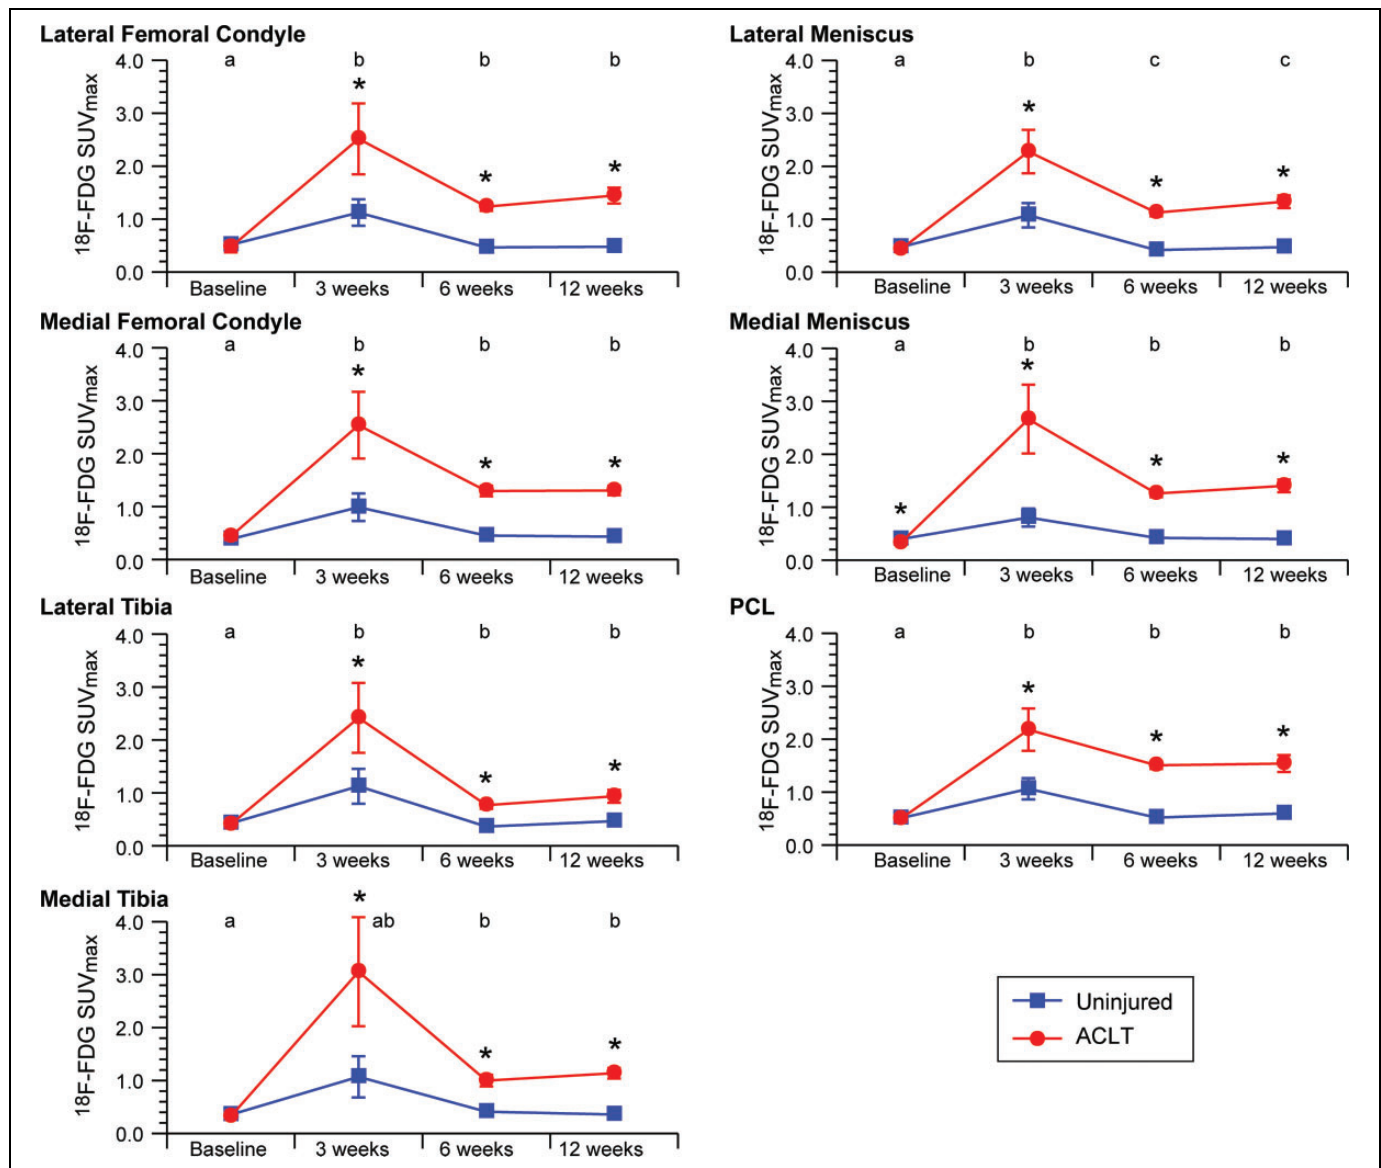 Lateral Femoral Condyle
a b b b
4.0
3.0
2.0
1.0
0.0
18F-FDG SUVmax
* * *
Baseline 3 weeks 6 weeks 12 weeks
Lateral Meniscus
a b c c
4.0
3.0
2.0
1.0
0.0
18F-FDG SUVmax
* * *
Baseline 3 weeks 6 weeks 12 weeks
Medial Femoral Condyle
a b b b
4.0
3.0
2.0
1.0
0.0
18F-FDG SUVmax
* * *
Baseline 3 weeks 6 weeks 12 weeks
Medial Meniscus
a b b b
4.0
3.0
2.0
1.0
0.0
18F-FDG SUVmax
* * * *
Baseline 3 weeks 6 weeks 12 weeks
Lateral Tibia
a b b b
4.0
3.0
2.0
1.0
0.0
18F-FDG SUVmax
* * *
Baseline 3 weeks 6 weeks 12 weeks
PCL
a b b b
4.0
3.0
2.0
1.0
0.0
18F-FDG SUVmax
* * *
Baseline 3 weeks 6 weeks 12 weeks
Medial Tibia
a ab b b
4.0
3.0
2.0
1.0
0.0
18F-FDG SUVmax
* * *
Baseline 3 weeks 6 weeks 12 weeks
Uninjured
ACLT